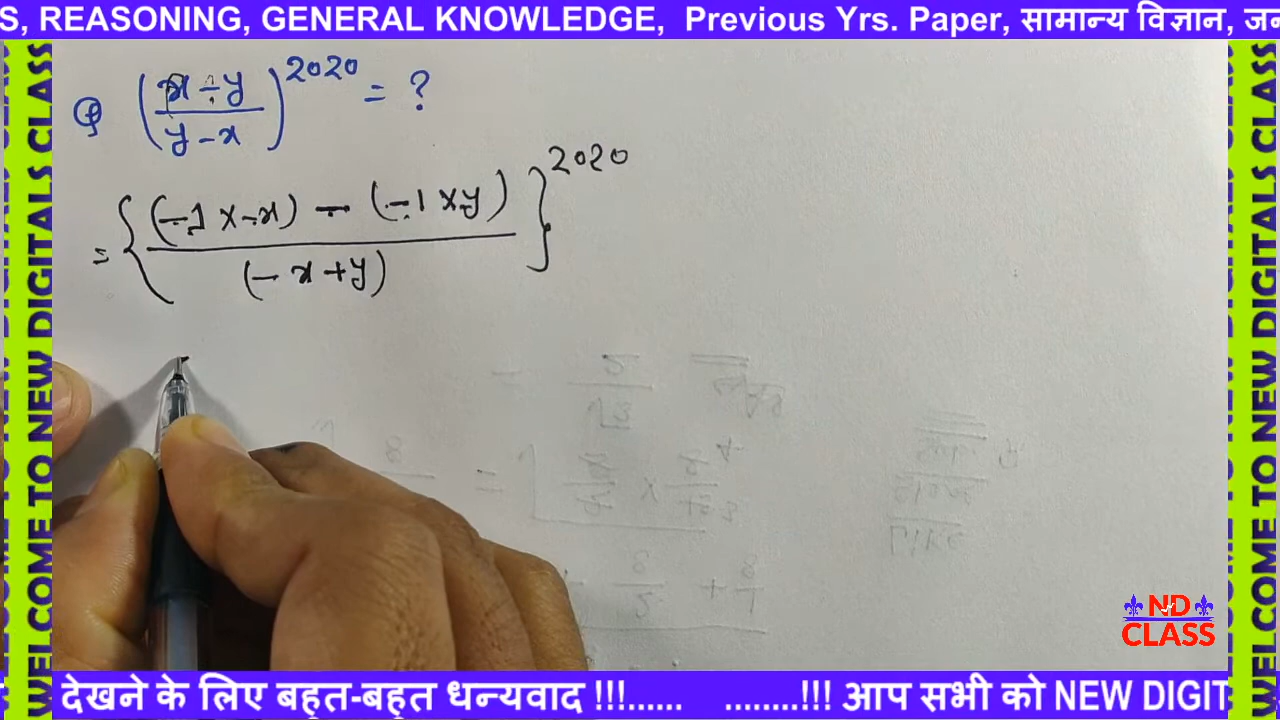 S, REASONING, GENERAL KNOWLEDGE, Previous Yrs. Paper, सामान्य विज्ञान, जन
Q (x-y/y-x)^2020 = ?
= {(-1 x -x) - (-1 x y)/(-x+y)}^2020
WELCOME TO NEW DIGITALS CLASS
WELCOME TO NEW DIGITALS CLASS
ND
CLASS
देखने के लिए बहुत-बहुत धन्यवाद !!!...... ........!!! आप सभी को NEW DIGIT